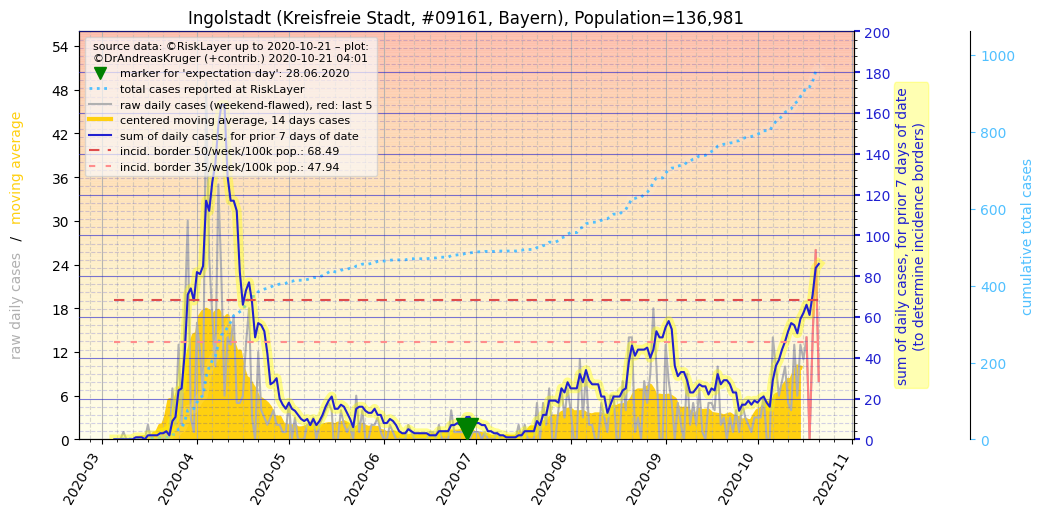 Ingolstadt (Kreisfreie Stadt, #09161, Bayern), Population=136,981
source data: ©RiskLayer up to 2020-10-21 – plot:
©DrAndreasKruger (+contrib.) 2020-10-21 04:01
marker for 'expectation day': 28.06.2020
total cases reported at RiskLayer
raw daily cases (weekend-flawed), red: last 5
centered moving average, 14 days cases
sum of daily cases, for prior 7 days of date
incid. border 50/week/100k pop.: 68.49
incid. border 35/week/100k pop.: 47.94
raw daily cases / moving average
54
48
42
36
30
24
18
12
6
0
2020-03
2020-04
2020-05
2020-06
2020-07
2020-08
2020-09
2020-10
2020-11
200
180
160
140
120
100
80
60
40
20
0
sum of daily cases, for prior 7 days of date
(to determine incidence borders)
1000
800
600
400
200
0
cumulative total cases